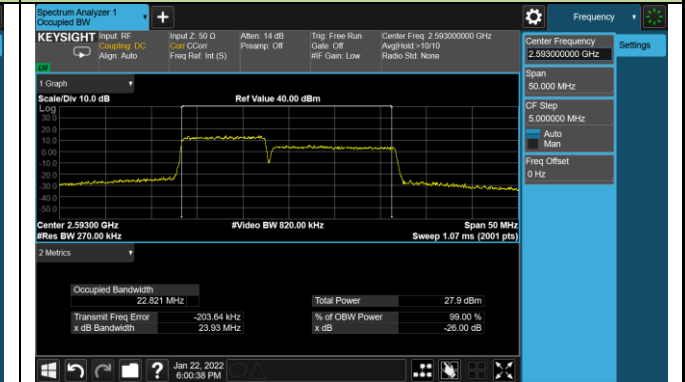 Spectrum Analyzer 1
Occupied BW
Frequency
KEYSIGHT
Input: RF
Coupling: DC
Align: Auto
Input Z: 50 Ω
Corr CCorr
Freq Ref: Int (S)
Atten: 14 dB
Preamp: Off
Trig: Free Run
Gate: Off
#IF Gain: Low
Center Freq: 2.593000000 GHz
Avg|Hold:>10/10
Radio Std: None
Center Frequency
2.593000000 GHz
Settings
Span
50.000 MHz
CF Step
5.000000 MHz
Auto
Man
Freq Offset
0 Hz
1 Graph
Scale/Div 10.0 dB
Ref Value 40.00 dBm
Log
30.0
20.0
10.0
0.00
-10.0
-20.0
-30.0
-40.0
-50.0
Center 2.59300 GHz
#Video BW 820.00 kHz
Span 50 MHz
#Res BW 270.00 kHz
Sweep 1.07 ms (2001 pts)
2 Metrics
Occupied Bandwidth
22.821 MHz
Total Power
27.9 dBm
Transmit Freq Error
-203.64 kHz
% of OBW Power
99.00 %
x dB Bandwidth
23.93 MHz
x dB
-26.00 dB
?
Jan 22, 2022
6:00:38 PM